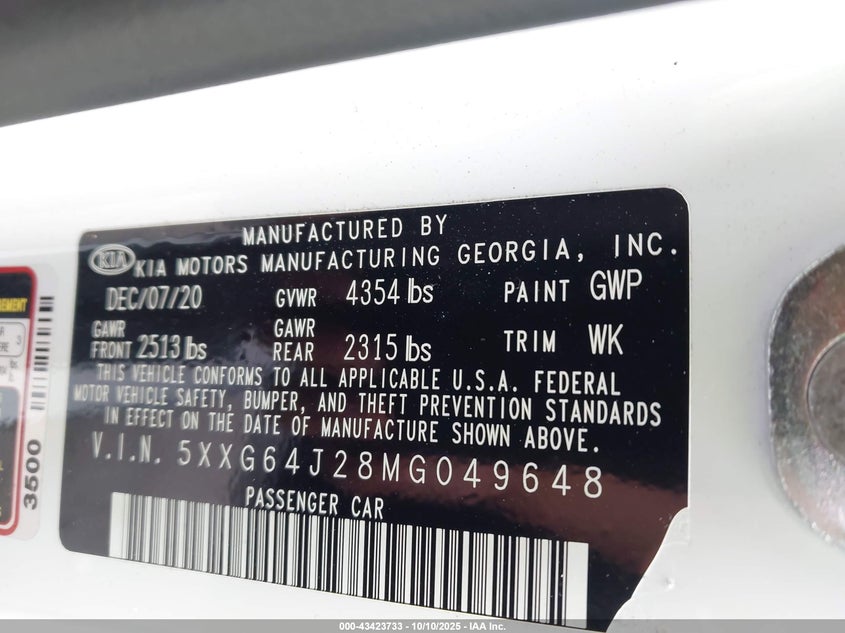 MANUFACTURED BY
KIA KIA MOTORS MANUFACTURING GEORGIA, INC.
DEC/07/20 GVWR 4354 lbs PAINT GWP
GAWR FRONT 2513 lbs GAWR REAR 2315 lbs TRIM WK
THIS VEHICLE CONFORMS TO ALL APPLICABLE U.S.A. FEDERAL
MOTOR VEHICLE SAFETY, BUMPER, AND THEFT PREVENTION STANDARDS
IN EFFECT ON THE DATE OF MANUFACTURE SHOWN ABOVE.
V.I.N. 5XXG64J28MG049648
PASSENGER CAR
3500
000-43423733 - 10/10/2025 - IAA Inc.